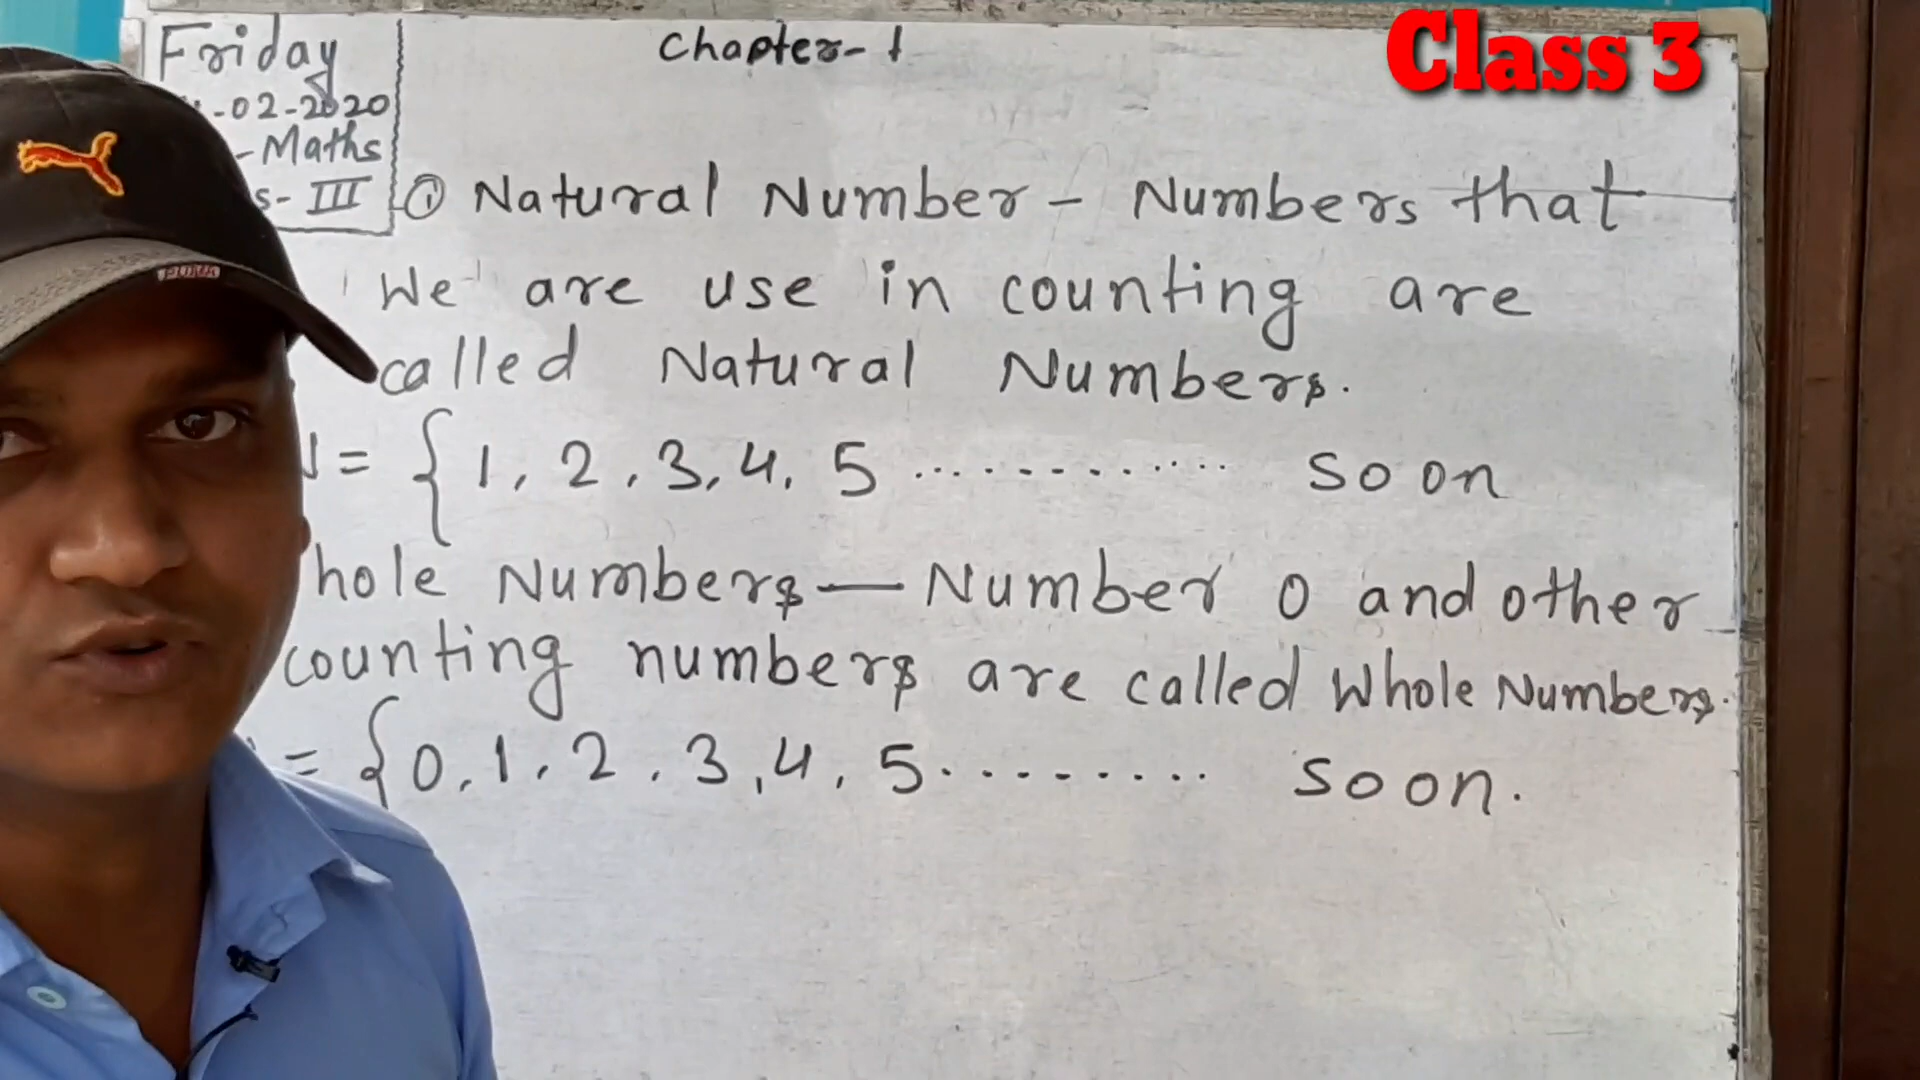 Class 3
Chapter-1
Friday
-02-2020
-Maths
s- III
① Natural Number - Numbers that
We are use in counting are
called Natural Numbers.
= { 1, 2, 3, 4, 5 ............ so on
hole Numbers — Number 0 and other
counting numbers are called Whole Numbers.
= { 0, 1, 2, 3, 4, 5 ......... so on.
PUMA